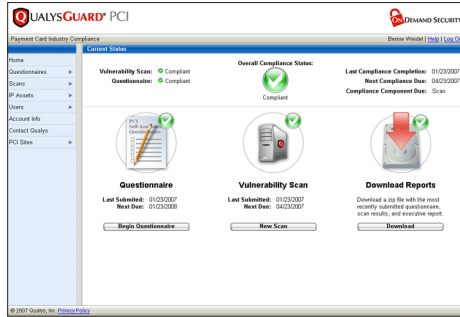 QUALYSGUARD® PCI
ON DEMAND SECURITY
Payment Card Industry Compliance
Bernie Weidel | Help | Log O
Current Status
Home
Questionnaires
Scans
IP Assets
Users
Account Info
Contact Qualys
PCI Sites
Overall Compliance Status:
Vulnerability Scan: Compliant
Questionnaire: Compliant
Compliant
Last Compliance Completion: 01/23/2007
Next Compliance Due: 04/23/2007
Compliance Component Due: Scan
PCI
Questionnaire
Last Submitted: 01/23/2007
Next Due: 01/23/2008
Begin Questionnaire
Vulnerability Scan
Last Submitted: 01/23/2007
Next Due: 04/23/2007
New Scan
Download Reports
Download a zip file with the most
recently submitted questionnaire,
scan results, and executive report.
Download
© 2007 Qualys, Inc. Privacy Policy